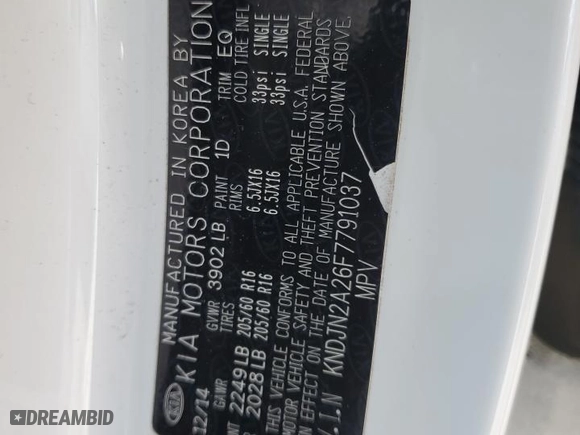 MANUFACTURED IN KOREA BY
KIA KIA MOTORS CORPORATION
12/14 GVWR 3902 LB PAINT 1D TRIM EQ
GAWR TIRES RIMS COLD TIRE INFL
NT 2249 LB 205/60 R16 6.5JX16 33psi SINGLE
2028 LB 205/60 R16 6.5JX16 33psi SINGLE
THIS VEHICLE CONFORMS TO ALL APPLICABLE U.S.A. FEDERAL
MOTOR VEHICLE SAFETY AND THEFT PREVENTION STANDARDS
IN EFFECT ON THE DATE OF MANUFACTURE SHOWN ABOVE.
KNDJN2A26F7791037
MPV
DREAMBID